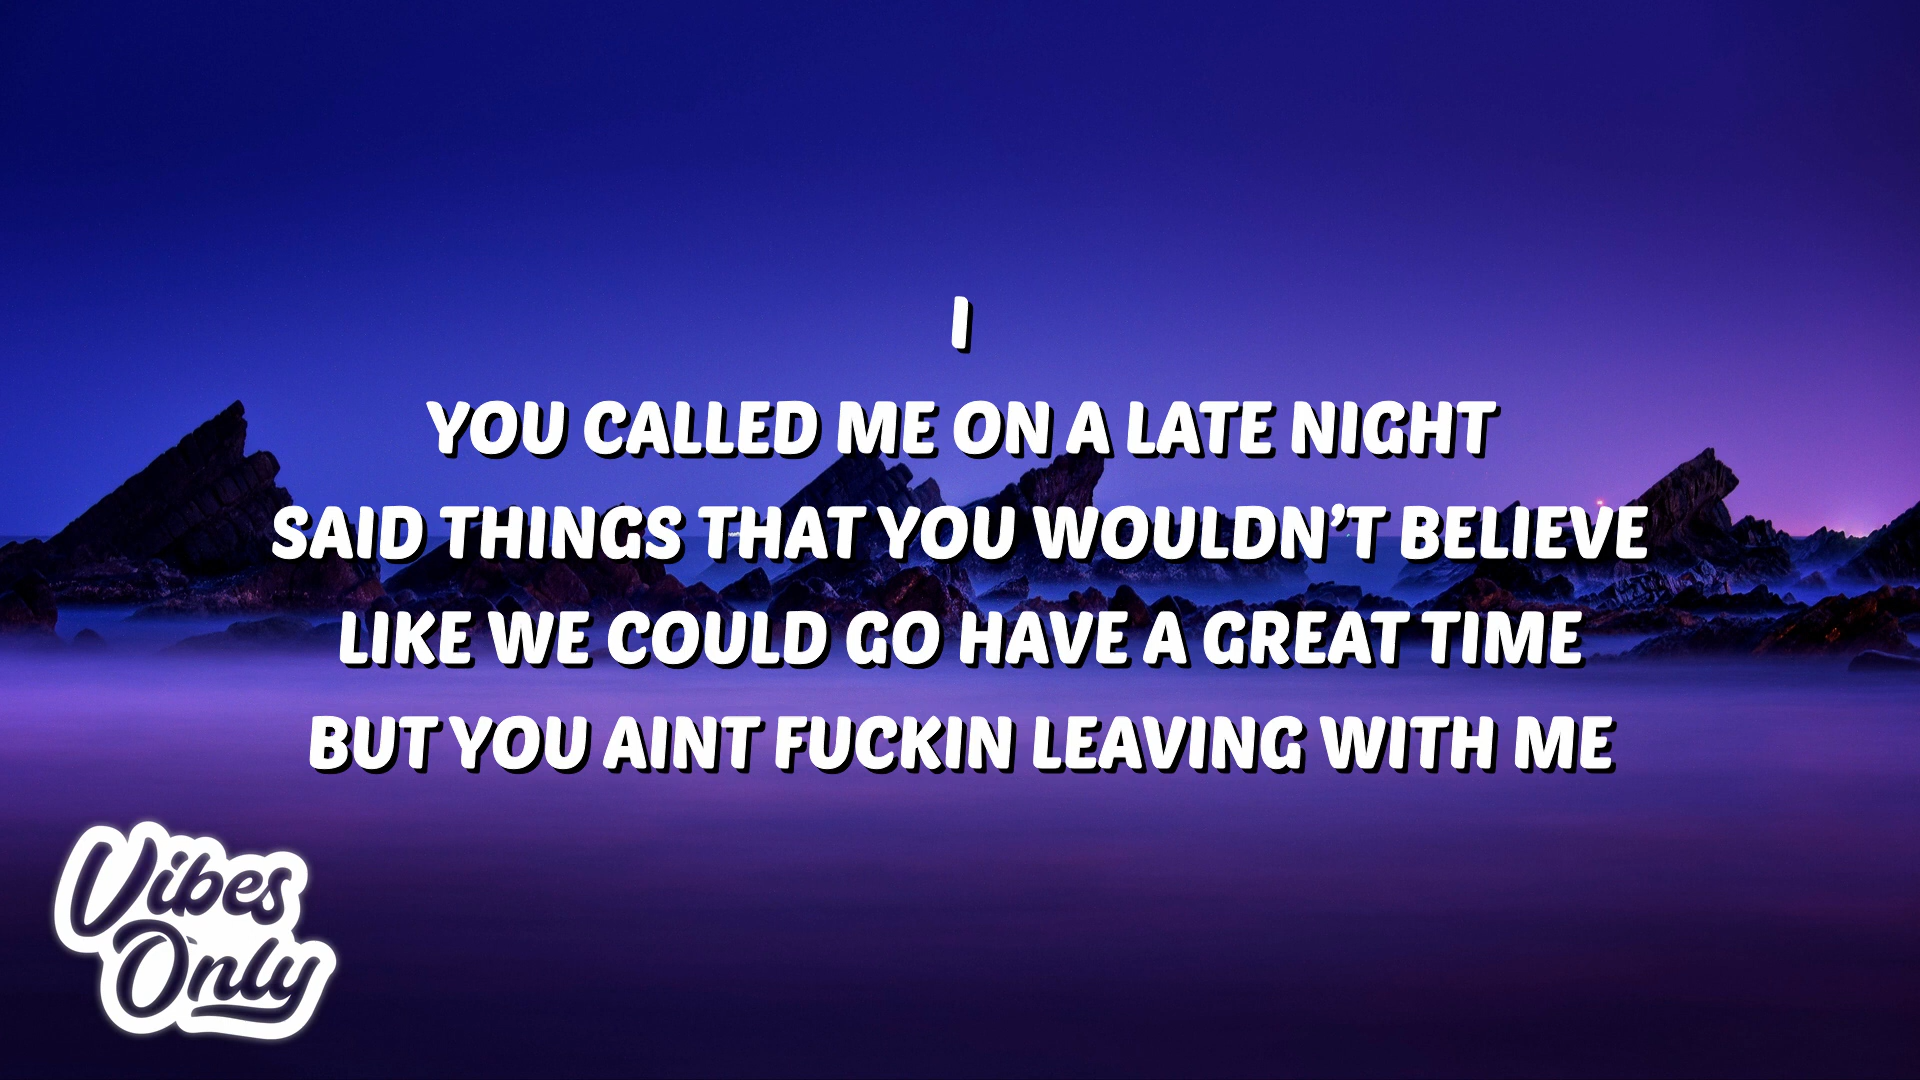 I
YOU CALLED ME ON A LATE NIGHT
SAID THINGS THAT YOU WOULDN’T BELIEVE
LIKE WE COULD GO HAVE A GREAT TIME
BUT YOU AINT FUCKIN LEAVING WITH ME
Vibes
Only